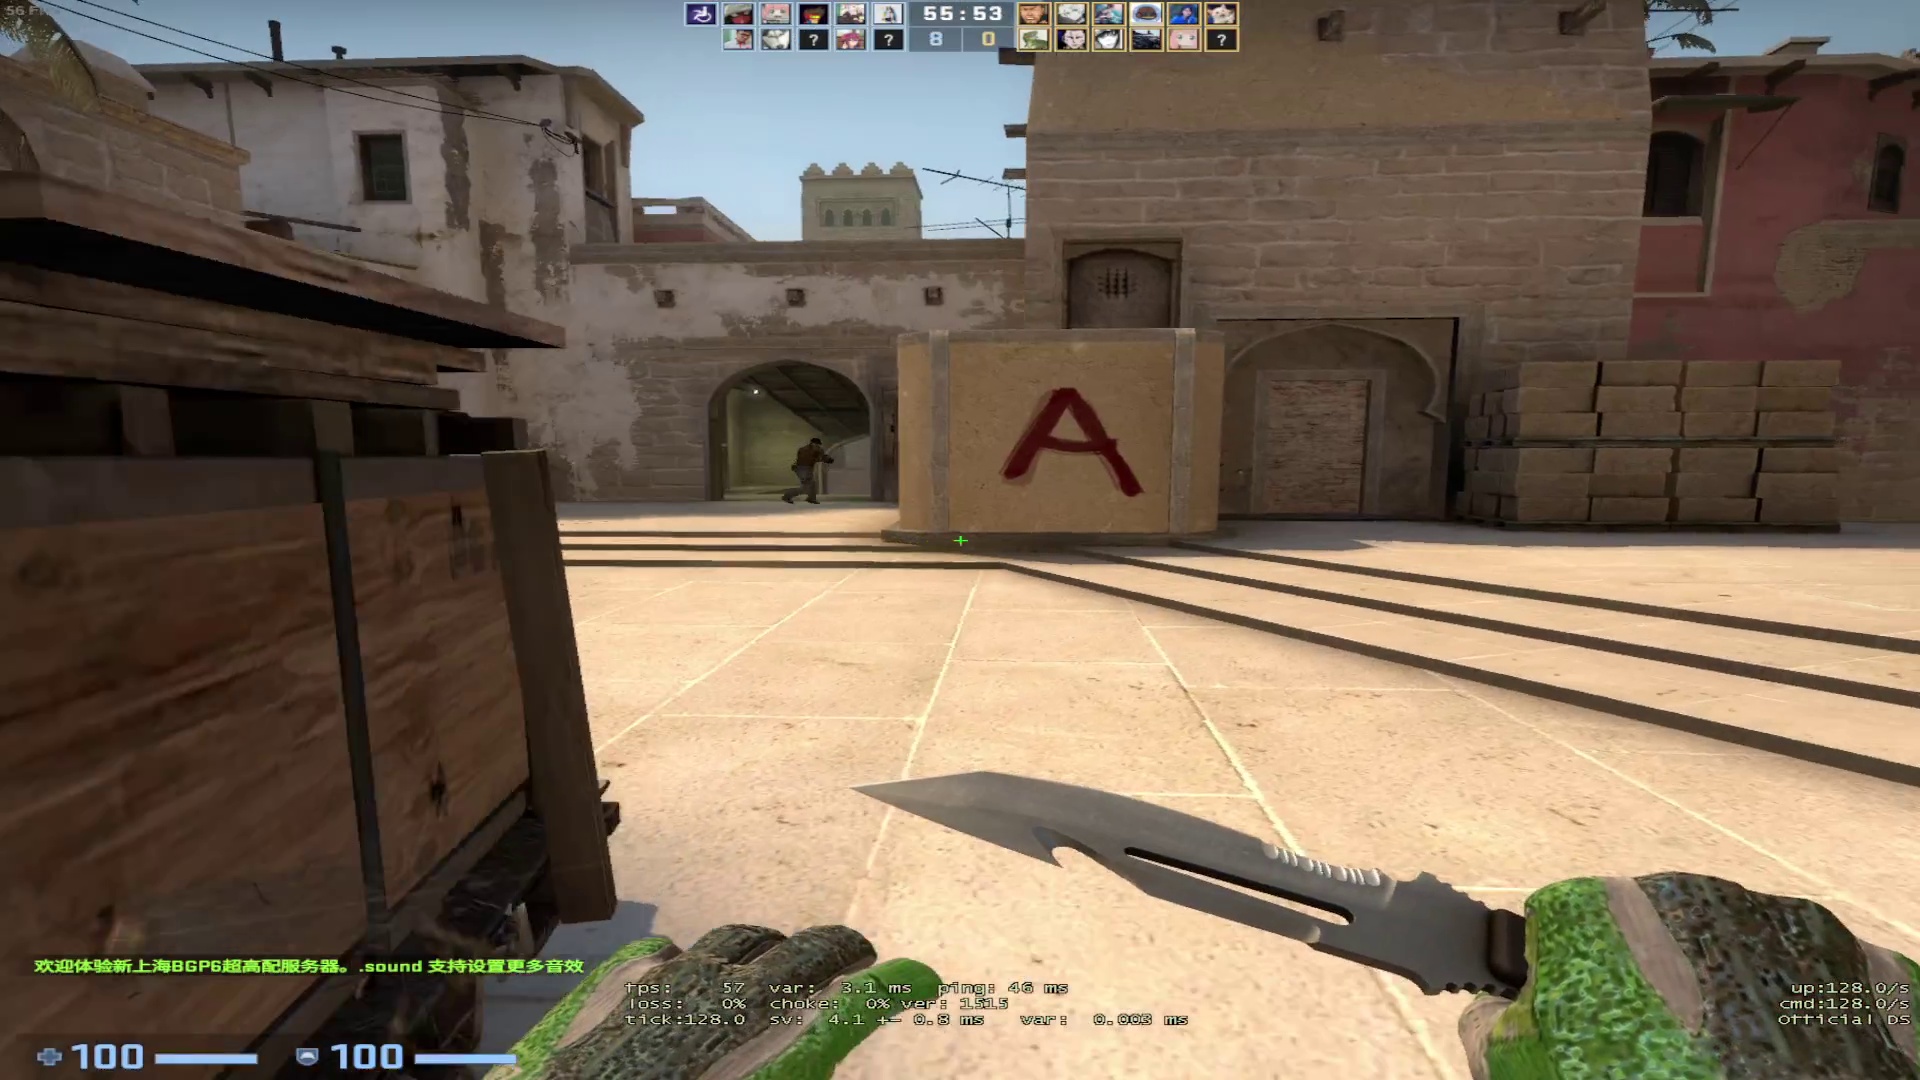 56 F
55:53
8 0
? ? ?
A
欢迎体验新上海BGP6超高配服务器。.sound 支持设置更多音效
fps: 57 var: 3.1 ms ping: 46 ms
loss: 0% choke: 0% ver: 1515
tick:128.0 sv: 4.1 +- 0.8 ms var: 0.003 ms
up:128.0/s
cmd:128.0/s
Official DS
100 100